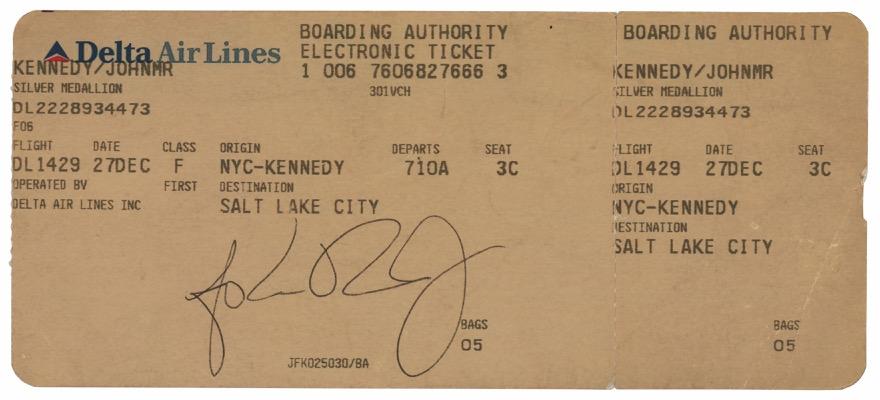 Delta Air Lines
BOARDING AUTHORITY
ELECTRONIC TICKET
KENNEDY/JOHNMR
1 006 7606827666 3
SILVER MEDALLION
301VCH
DL2228934473
F06
FLIGHT DATE CLASS ORIGIN DEPARTS SEAT
DL1429 27DEC F NYC-KENNEDY 710A 3C
OPERATED BY FIRST DESTINATION
DELTA AIR LINES INC SALT LAKE CITY
BAGS
05
JFK025030/BA
BOARDING AUTHORITY
KENNEDY/JOHNMR
SILVER MEDALLION
DL2228934473
FLIGHT DATE SEAT
DL1429 27DEC 3C
ORIGIN
NYC-KENNEDY
DESTINATION
SALT LAKE CITY
BAGS
05